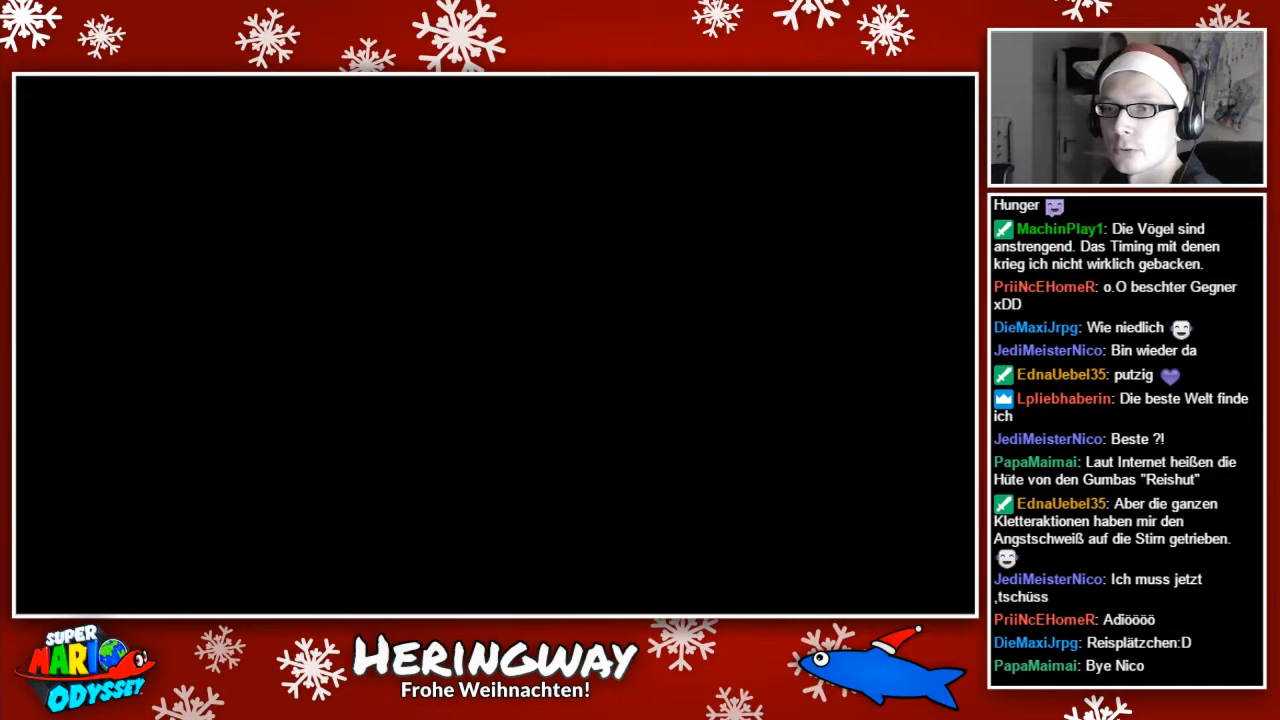 Hunger
MachinPlay1: Die Vögel sind
anstrengend. Das Timing mit denen
krieg ich nicht wirklich gebacken.
PriiNcEHomeR: o.O beschter Gegner
xDD
DieMaxiJrpg: Wie niedlich
JediMeisterNico: Bin wieder da
EdnaUebel35: putzig
Lpliebhaberin: Die beste Welt finde
ich
JediMeisterNico: Beste ?!
PapaMaimai: Laut Internet heißen die
Hüte von den Gumbas "Reishut"
EdnaUebel35: Aber die ganzen
Kletteraktionen haben mir den
Angstschweiß auf die Stirn getrieben.
JediMeisterNico: Ich muss jetzt
,tschüss
PriiNcEHomeR: Adiöööö
DieMaxiJrpg: Reisplätzchen:D
PapaMaimai: Bye Nico
SUPER
MARIO
ODYSSEY
HERINGWAY
Frohe Weihnachten!